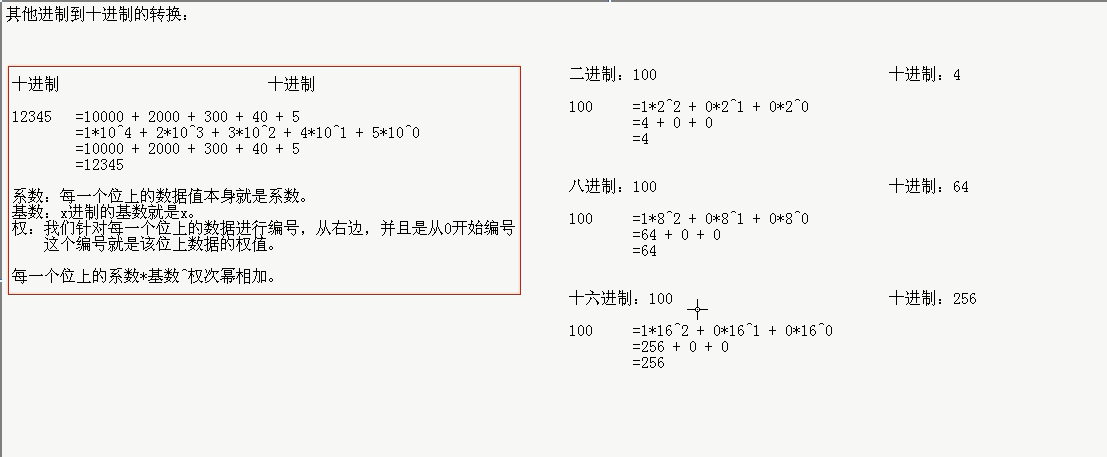 其他进制到十进制的转换：
十进制 十进制
12345 =10000 + 2000 + 300 + 40 + 5
=1*10^4 + 2*10^3 + 3*10^2 + 4*10^1 + 5*10^0
=10000 + 2000 + 300 + 40 + 5
=12345
系数：每一个位上的数据值本身就是系数。
基数：x进制的基数就是x。
权：我们针对每一个位上的数据进行编号，从右边，并且是从0开始编号
这个编号就是该位上数据的权值。
每一个位上的系数*基数^权次幂相加。
二进制：100 十进制：4
100 =1*2^2 + 0*2^1 + 0*2^0
=4 + 0 + 0
=4
八进制：100 十进制：64
100 =1*8^2 + 0*8^1 + 0*8^0
=64 + 0 + 0
=64
十六进制：100 十进制：256
100 =1*16^2 + 0*16^1 + 0*16^0
=256 + 0 + 0
=256